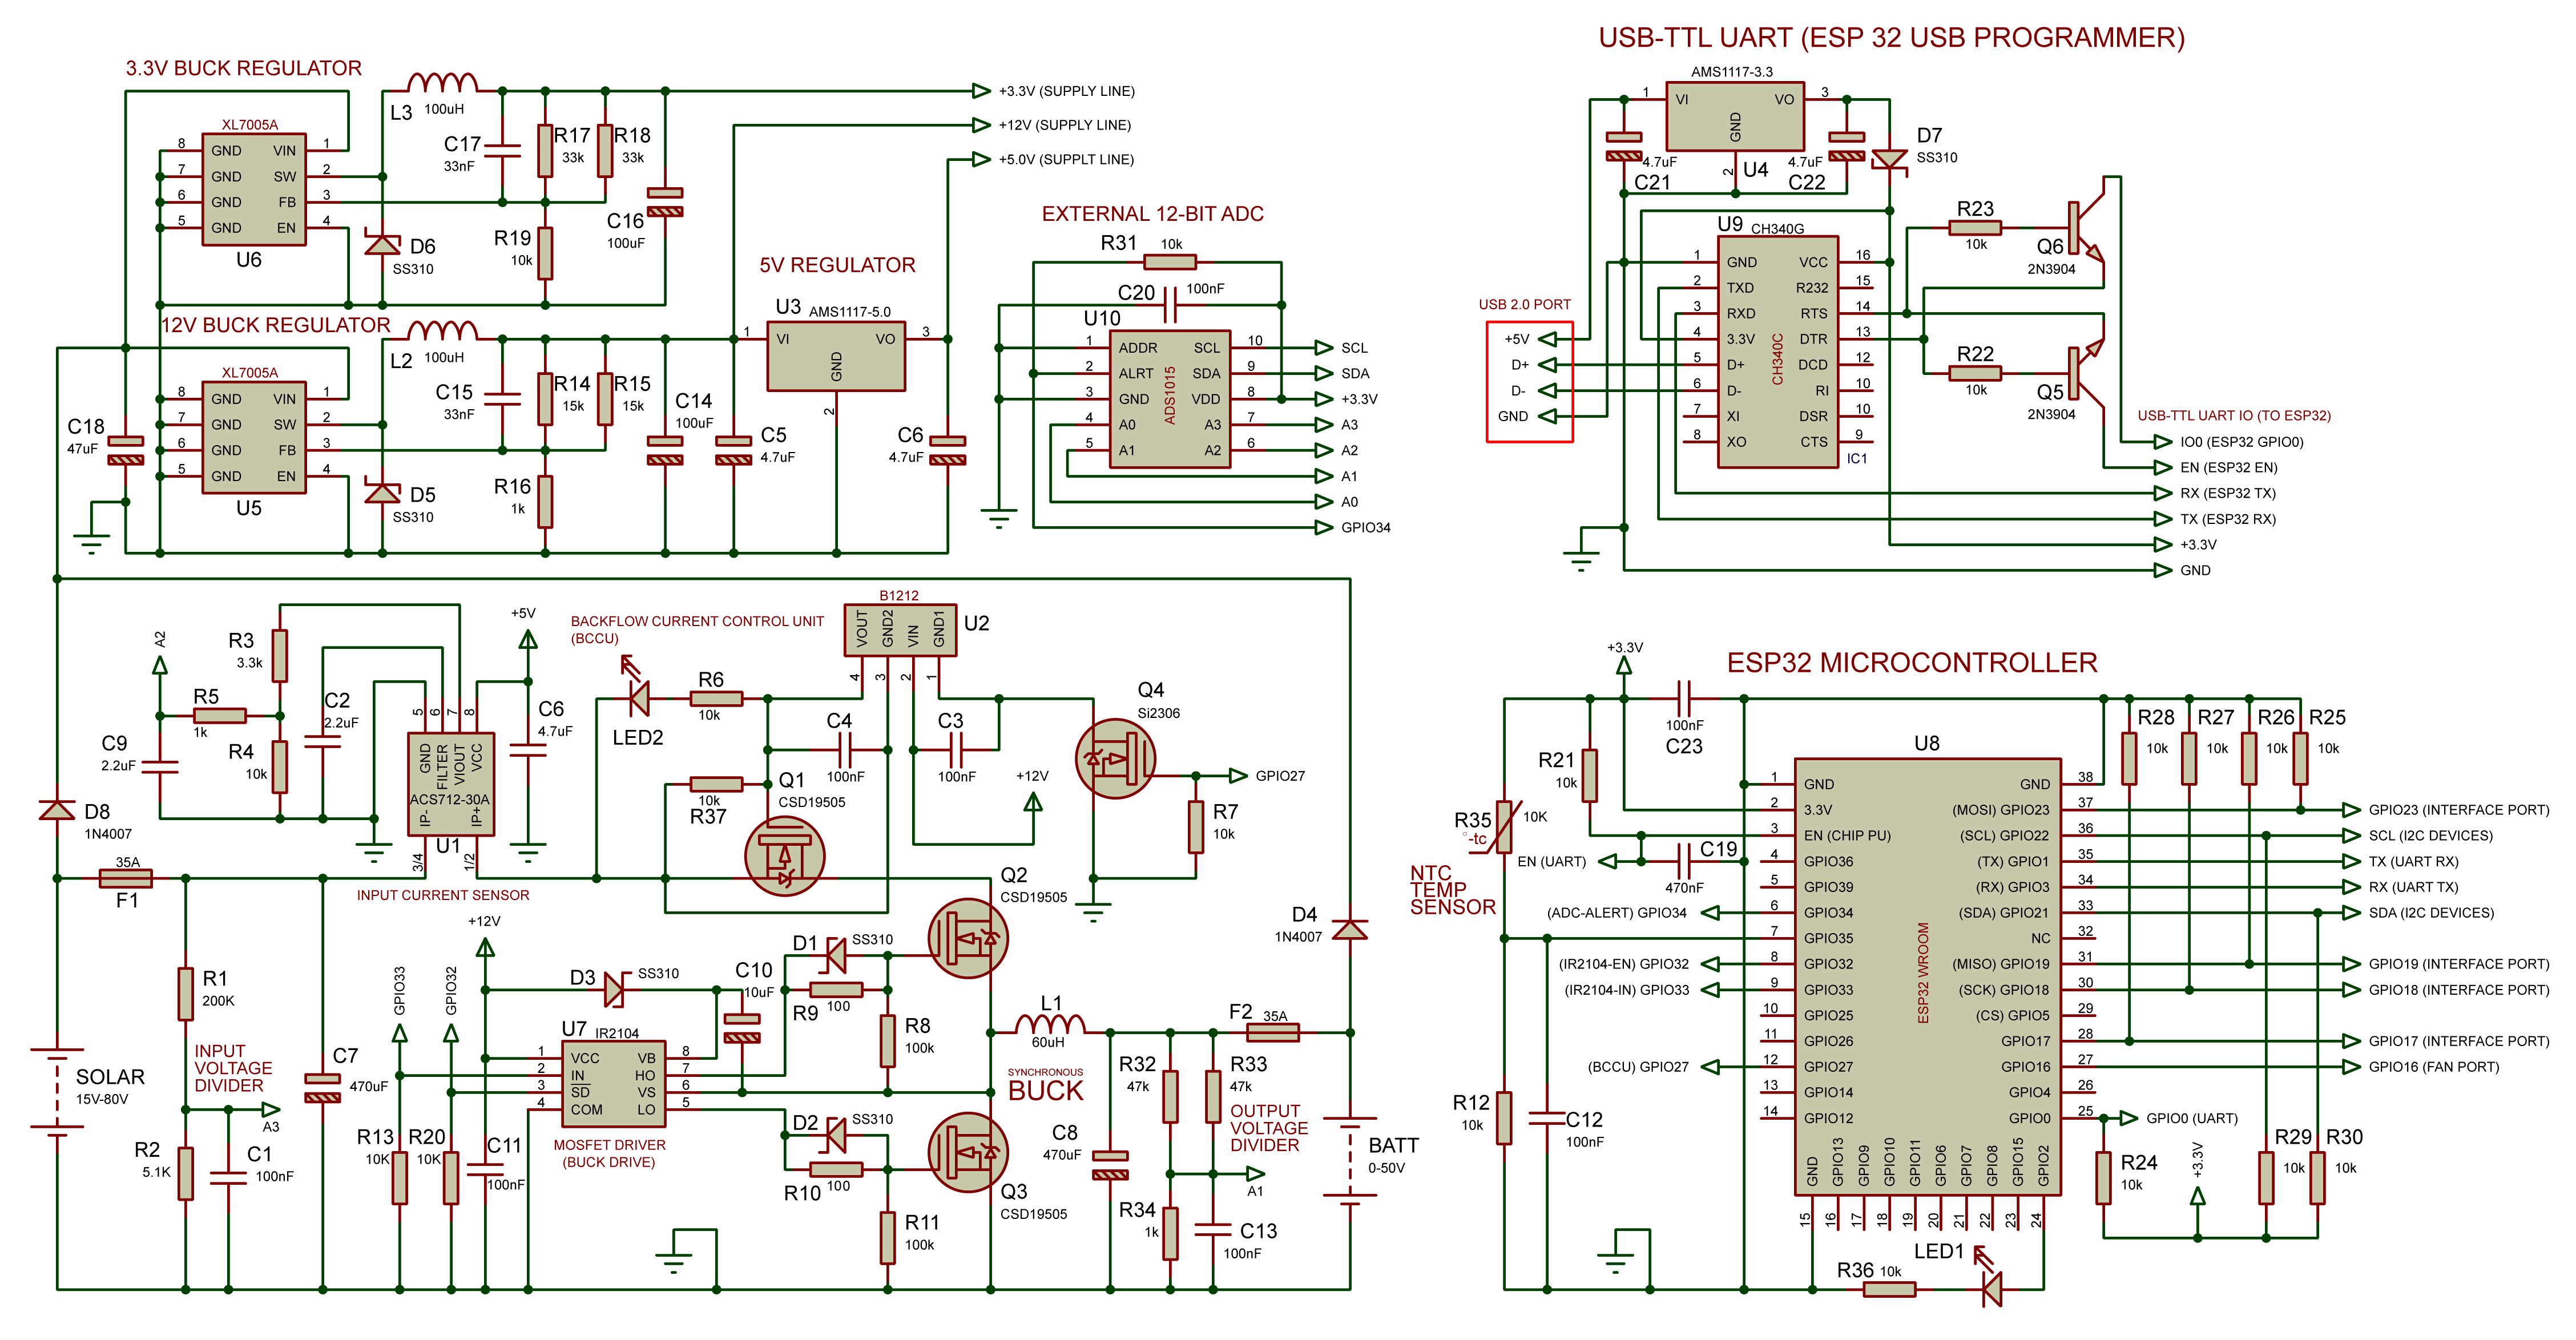 USB-TTL UART (ESP 32 USB PROGRAMMER)
3.3V BUCK REGULATOR
L3
100uH
XL7005A
8 GND VIN 1
7 GND SW 2
6 GND FB 3
5 GND EN 4
U6
C17
33nF
R17
33k
R18
33k
C16
100uF
R19
10k
D6
SS310
+3.3V (SUPPLY LINE)
+12V (SUPPLY LINE)
+5.0V (SUPPLT LINE)
12V BUCK REGULATOR
L2
100uH
XL7005A
8 GND VIN 1
7 GND SW 2
6 GND FB 3
5 GND EN 4
U5
C18
47uF
C15
33nF
R14
15k
R15
15k
R16
1k
D5
SS310
C14
100uF
C5
4.7uF
C6
4.7uF
5V REGULATOR
U3 AMS1117-5.0
1 VI VO 3
GND
2
EXTERNAL 12-BIT ADC
R31 10k
C20 100nF
U10
ADS1015
1 ADDR SCL 10 SCL
2 ALRT SDA 9 SDA
3 GND VDD 8 +3.3V
4 A0 A3 7 A3
5 A1 A2 6 A2
A1
A0
GPIO34
AMS1117-3.3
1 VI VO 3
GND
2
U4
4.7uF
C21
4.7uF
C22
D7
SS310
U9 CH340G
CH340C
1 GND VCC 16
2 TXD R232 15
3 RXD RTS 14
4 3.3V DTR 13
5 D+ DCD 12
6 D- RI 10
7 XI DSR 10
8 XO CTS 9
IC1
USB 2.0 PORT
+5V
D+
D-
GND
R23
10k
Q6
2N3904
R22
10k
Q5
2N3904
USB-TTL UART IO (TO ESP32)
IO0 (ESP32 GPIO0)
EN (ESP32 EN)
RX (ESP32 TX)
TX (ESP32 RX)
+3.3V
GND
A2
R3
3.3k
R5
1k
R4
10k
C9
2.2uF
C2
2.2uF
5 6 7 8
GND
FILTER
VIOUT
VCC
ACS712-30A
IP-
IP+
U1
3/4
1/2
+5V
C6
4.7uF
INPUT CURRENT SENSOR
D8
1N4007
35A
F1
BACKFLOW CURRENT CONTROL UNIT
(BCCU)
LED2
R6
10k
B1212
VOUT
GND2
VIN
GND1
U2
4 3 2 1
C4
100nF
C3
100nF
+12V
Q1
CSD19505
10k
R37
Q4
Si2306
GPIO27
R7
10k
Q2
CSD19505
D4
1N4007
SOLAR
15V-80V
R1
200K
INPUT
VOLTAGE
DIVIDER
A3
R2
5.1K
C1
100nF
C7
470uF
GPIO33
GPIO32
+12V
R13
10K
R20
10K
C11
100nF
D3 SS310
C10
10uF
U7 IR2104
1 VCC VB 8
2 IN HO 7
3 SD VS 6
4 COM LO 5
MOSFET DRIVER
(BUCK DRIVE)
D1 SS310
R9 100
R8
100k
D2 SS310
R10 100
R11
100k
Q3
CSD19505
L1
60uH
SYNCHRONOUS
BUCK
C8
470uF
R32
47k
R33
47k
F2 35A
OUTPUT
VOLTAGE
DIVIDER
A1
R34
1k
C13
100nF
BATT
0-50V
ESP32 MICROCONTROLLER
+3.3V
100nF
C23
R21
10k
R35 10K
°-tc
NTC
TEMP
SENSOR
EN (UART)
C19
470nF
R28
10k
R27
10k
R26
10k
R25
10k
U8
ESP32 WROOM
1 GND GND 38
2 3.3V (MOSI) GPIO23 37 GPIO23 (INTERFACE PORT)
3 EN (CHIP PU) (SCL) GPIO22 36 SCL (I2C DEVICES)
4 GPIO36 (TX) GPIO1 35 TX (UART RX)
5 GPIO39 (RX) GPIO3 34 RX (UART TX)
(ADC-ALERT) GPIO34 6 GPIO34 (SDA) GPIO21 33 SDA (I2C DEVICES)
7 GPIO35 NC 32
(IR2104-EN) GPIO32 8 GPIO32 (MISO) GPIO19 31 GPIO19 (INTERFACE PORT)
(IR2104-IN) GPIO33 9 GPIO33 (SCK) GPIO18 30 GPIO18 (INTERFACE PORT)
10 GPIO25 (CS) GPIO5 29
11 GPIO26 GPIO17 28 GPIO17 (INTERFACE PORT)
(BCCU) GPIO27 12 GPIO27 GPIO16 27 GPIO16 (FAN PORT)
13 GPIO14 GPIO4 26
14 GPIO12 GPIO0 25 GPIO0 (UART)
GND GPIO13 GPIO9 GPIO10 GPIO11 GPIO6 GPIO7 GPIO8 GPIO15 GPIO2
15 16 17 18 19 20 21 22 23 24
R12
10k
C12
100nF
R24
10k
+3.3V
R29
10k
R30
10k
LED1
R36 10k